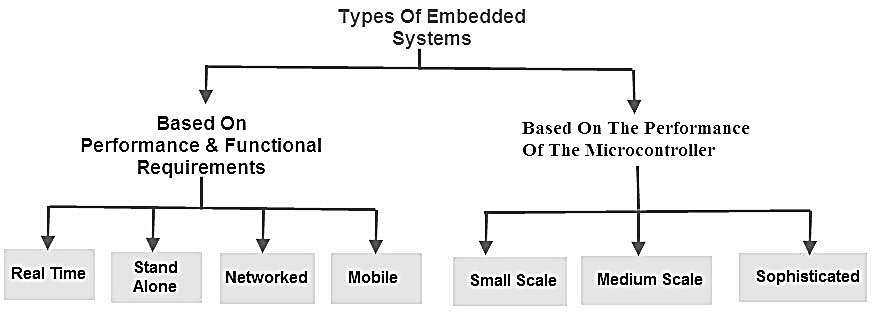 Types Of Embedded
Systems
Based On
Performance & Functional
Requirements
Based On The Performance
Of The Microcontroller
Real Time
Stand
Alone
Networked
Mobile
Small Scale
Medium Scale
Sophisticated